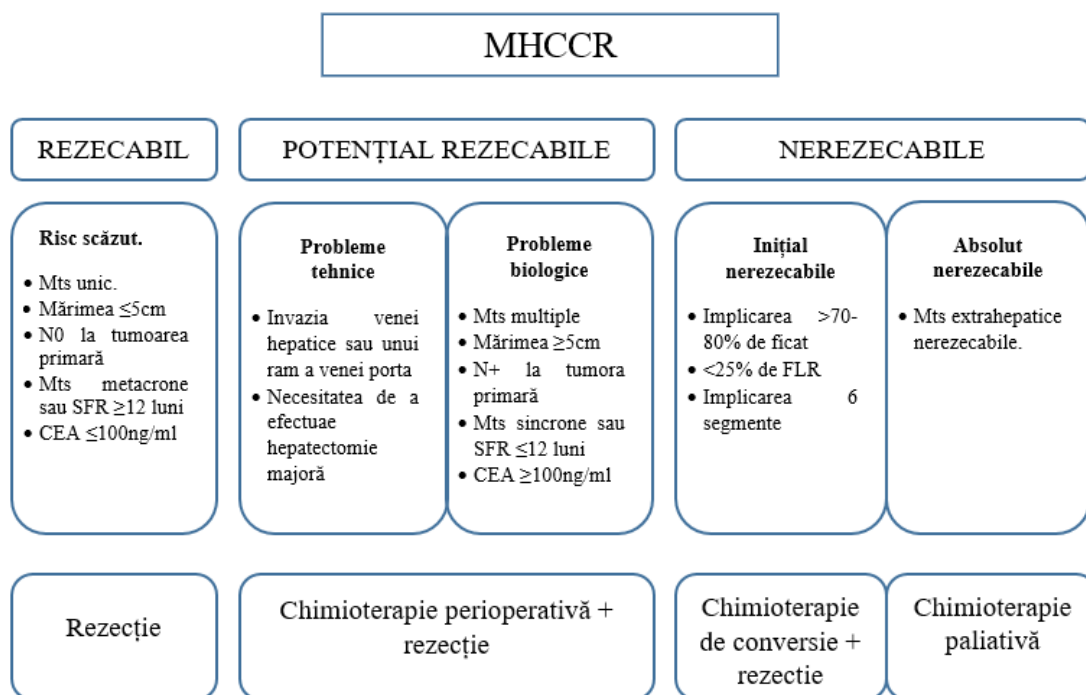 MHCCR
REZECABIL
POTENȚIAL REZECABILE
NEREZECABILE
Risc scăzut.
• Mts unic.
• Mărimea ≤5cm
• N0 la tumoarea
primară
• Mts metacrone
sau SFR ≥12 luni
• CEA ≤100ng/ml
Probleme
tehnice
• Invazia venei
hepatice sau unui
ram a venei porta
• Necesitatea de a
efectuae
hepatectomie
majoră
Probleme
biologice
• Mts multiple
• Mărimea ≥5cm
• N+ la tumora
primară
• Mts sincrone sau
SFR ≤12 luni
• CEA ≥100ng/ml
Inițial
nerezecabile
• Implicarea >70-
80% de ficat
• <25% de FLR
• Implicarea 6
segmente
Absolut
nerezecabile
• Mts extrahepatice
nerezecabile.
Rezecție
Chimioterapie perioperativă +
rezecție
Chimioterapie
de conversie +
rezectie
Chimioterapie
paliativă